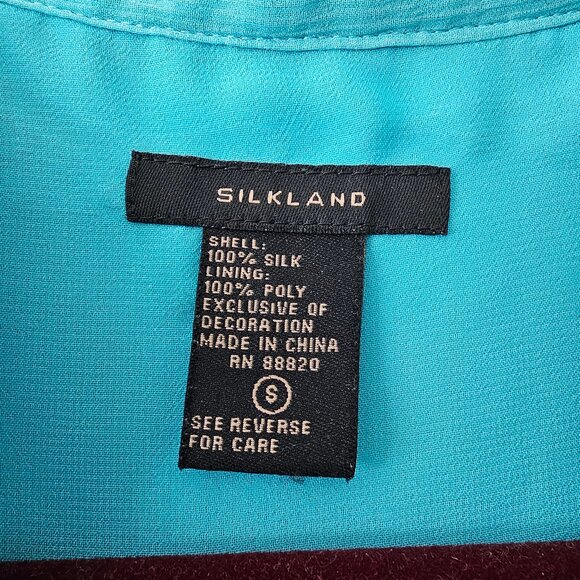 SILKLAND
SHELL:
100% SILK
LINING:
100% POLY
EXCLUSIVE OF
DECORATION
MADE IN CHINA
RN 88820
S
SEE REVERSE
FOR CARE